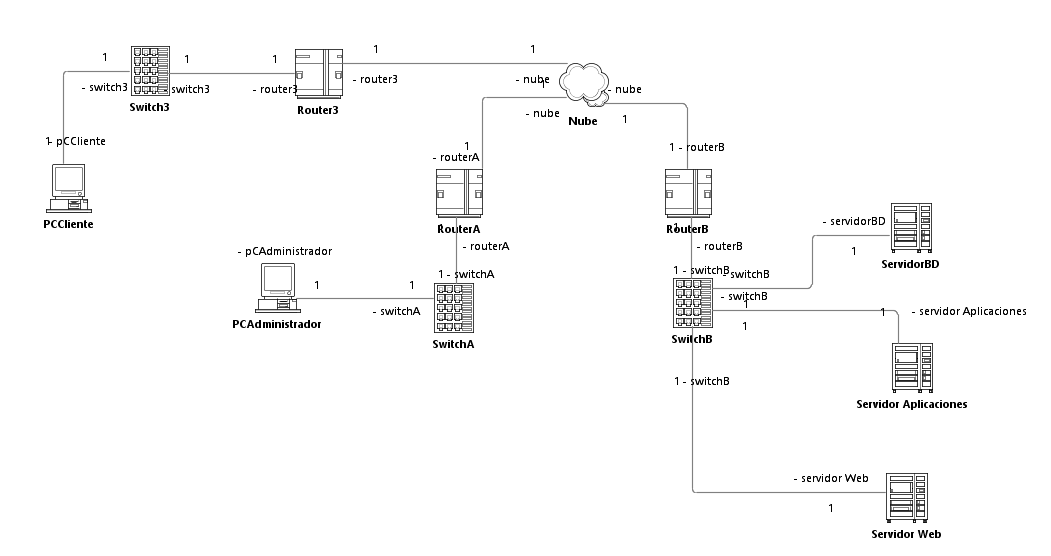 1
1
1
1
1
- nube
- router3
1
- switch3
switch3
- router3
- nube
Switch3
Router3
- nube
Nube
1
1 - pCCliente
1
- routerA
1 - routerB
PCCliente
- servidorBD
RouterA
RouterB
1
- routerA
- routerB
1
- pCAdministrador
ServidorBD
1 - switchA
1 - switchB
- switchB
1
1
- switchB
1
- switchA
1
- servidor Aplicaciones
PCAdministrador
1
SwitchA
SwitchB
1 - switchB
Servidor Aplicaciones
- servidor Web
1
Servidor Web